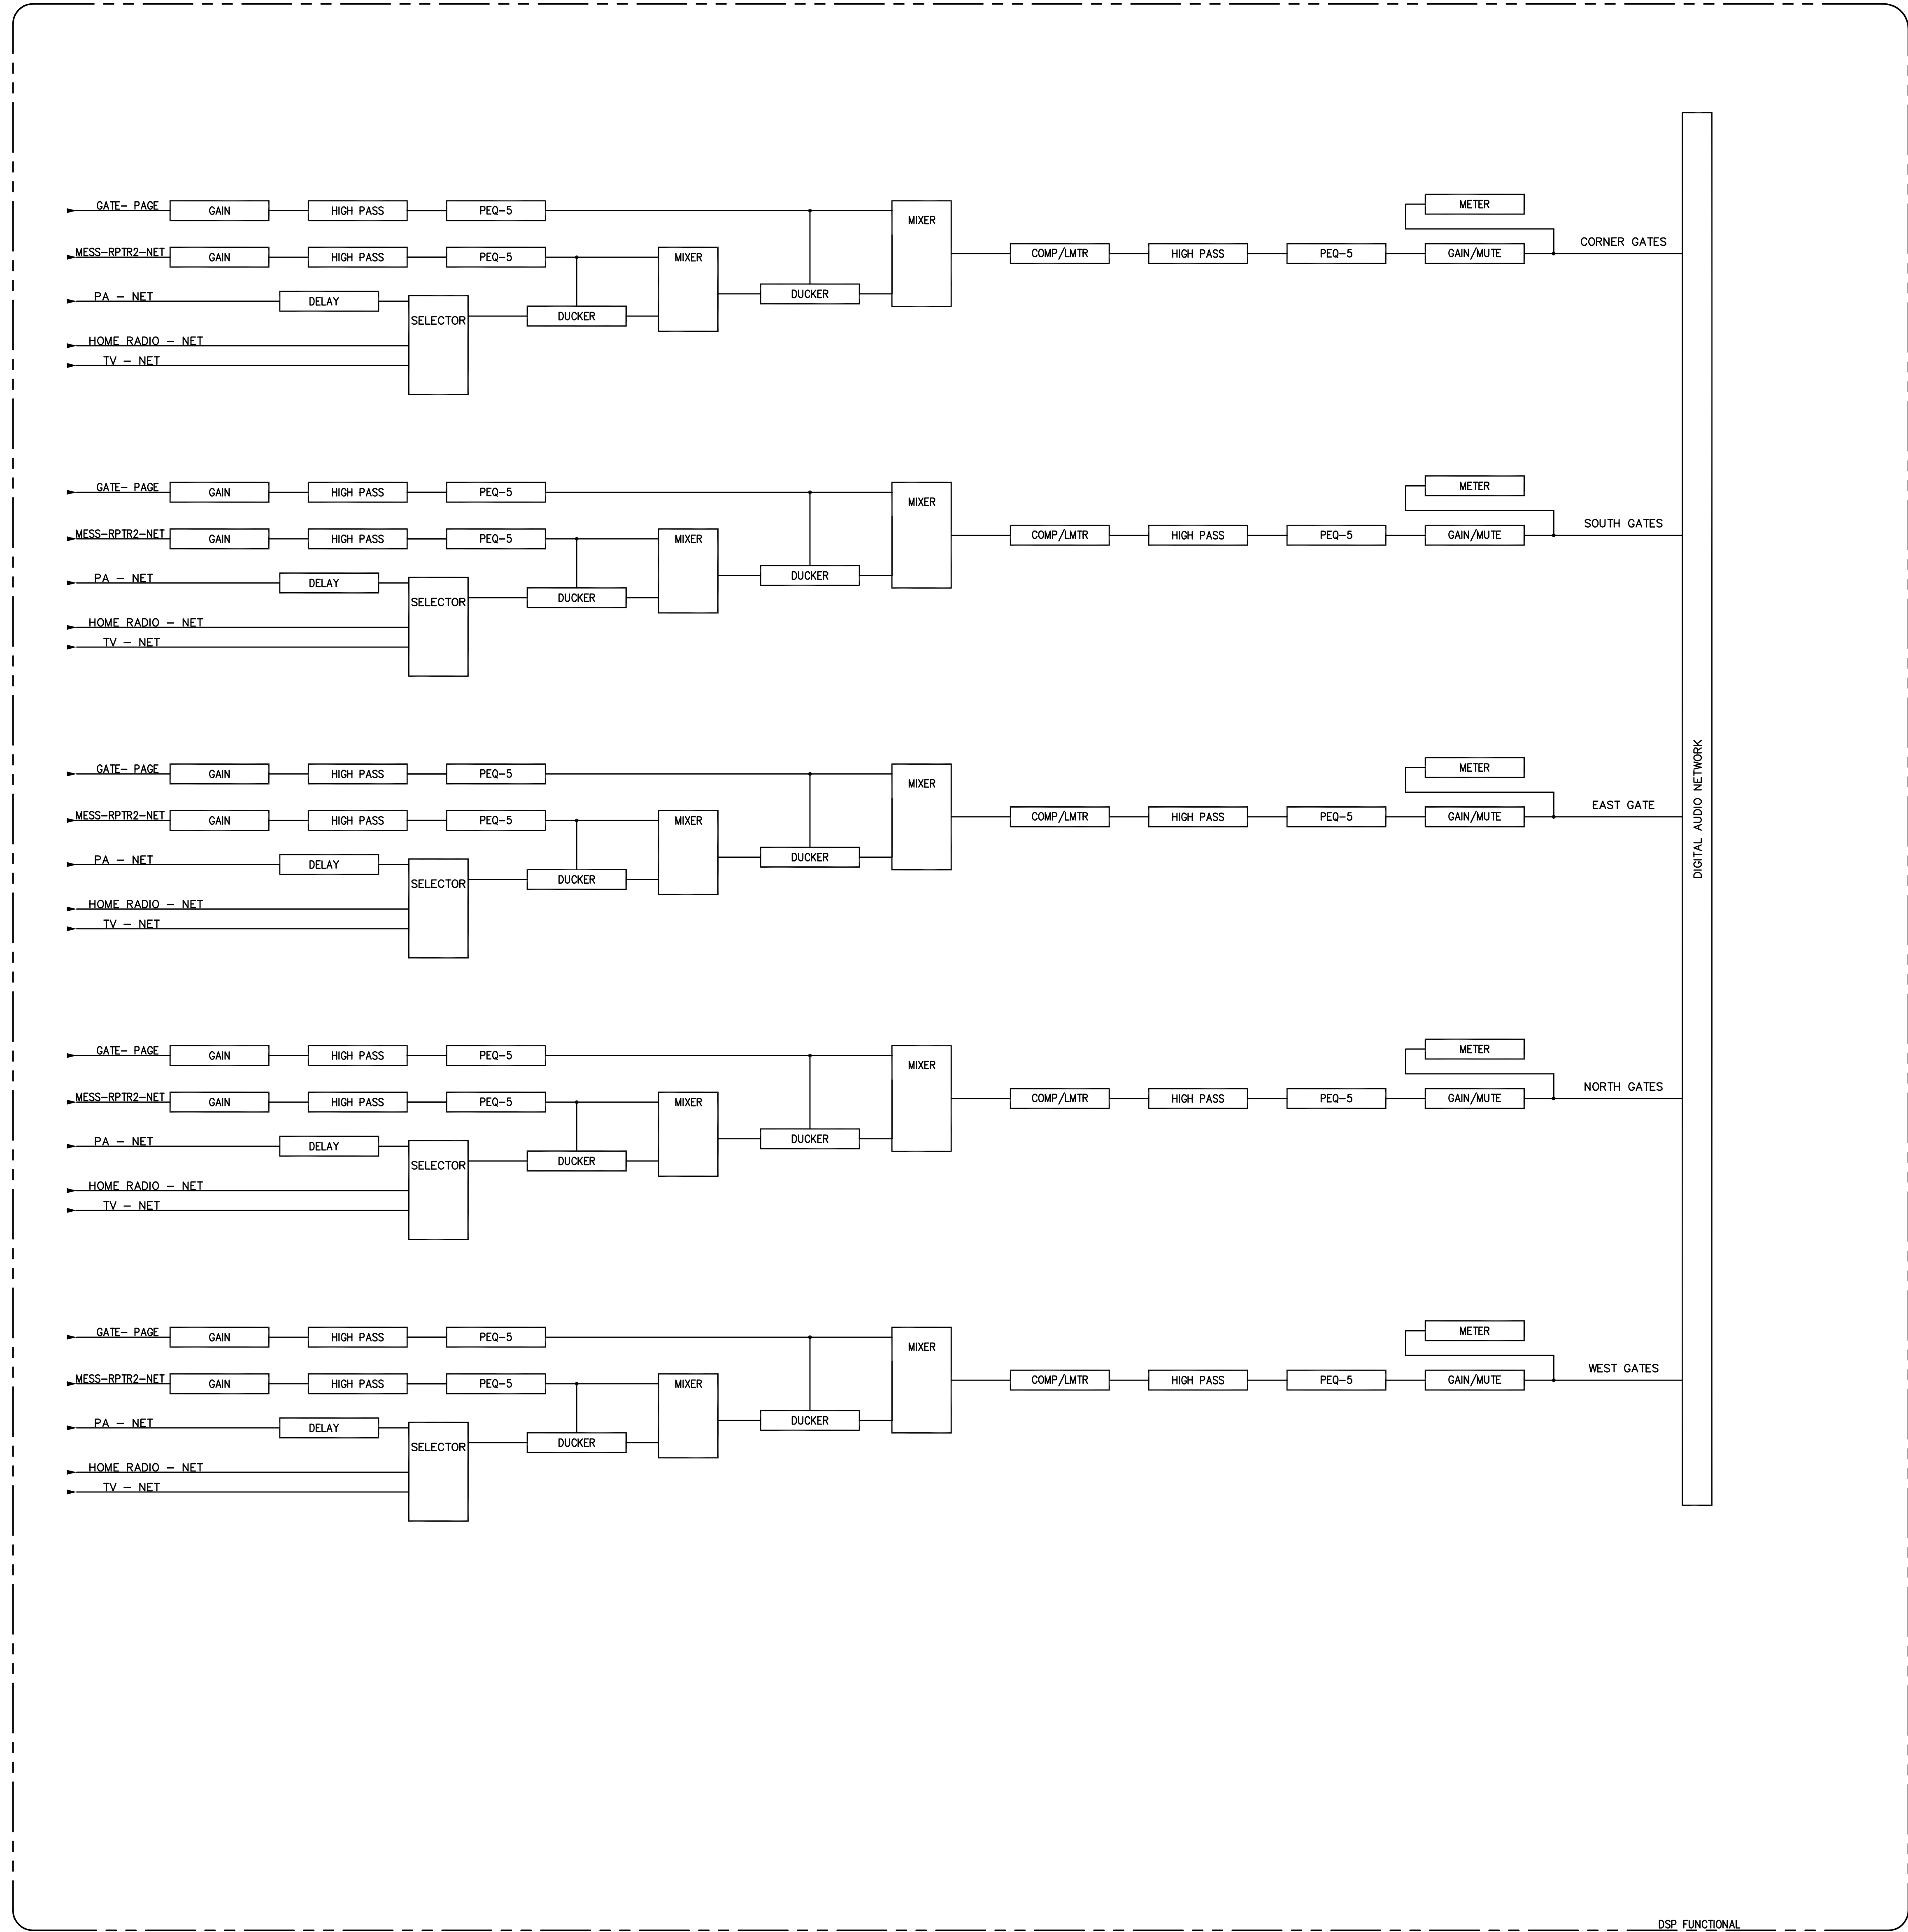 GATE- PAGE GAIN HIGH PASS PEQ-5 MIXER METER
CORNER GATES
MESS-RPTR2-NET GAIN HIGH PASS PEQ-5 MIXER COMP/LMTR HIGH PASS PEQ-5 GAIN/MUTE
PA - NET DELAY SELECTOR DUCKER DUCKER
HOME RADIO - NET
TV - NET
GATE- PAGE GAIN HIGH PASS PEQ-5 MIXER METER
SOUTH GATES
MESS-RPTR2-NET GAIN HIGH PASS PEQ-5 MIXER COMP/LMTR HIGH PASS PEQ-5 GAIN/MUTE
PA - NET DELAY SELECTOR DUCKER DUCKER
HOME RADIO - NET
TV - NET
GATE- PAGE GAIN HIGH PASS PEQ-5 MIXER METER
EAST GATE
MESS-RPTR2-NET GAIN HIGH PASS PEQ-5 MIXER COMP/LMTR HIGH PASS PEQ-5 GAIN/MUTE
PA - NET DELAY SELECTOR DUCKER DUCKER
HOME RADIO - NET
TV - NET
DIGITAL AUDIO NETWORK
GATE- PAGE GAIN HIGH PASS PEQ-5 MIXER METER
NORTH GATES
MESS-RPTR2-NET GAIN HIGH PASS PEQ-5 MIXER COMP/LMTR HIGH PASS PEQ-5 GAIN/MUTE
PA - NET DELAY SELECTOR DUCKER DUCKER
HOME RADIO - NET
TV - NET
GATE- PAGE GAIN HIGH PASS PEQ-5 MIXER METER
WEST GATES
MESS-RPTR2-NET GAIN HIGH PASS PEQ-5 MIXER COMP/LMTR HIGH PASS PEQ-5 GAIN/MUTE
PA - NET DELAY SELECTOR DUCKER DUCKER
HOME RADIO - NET
TV - NET
DSP FUNCTIONAL